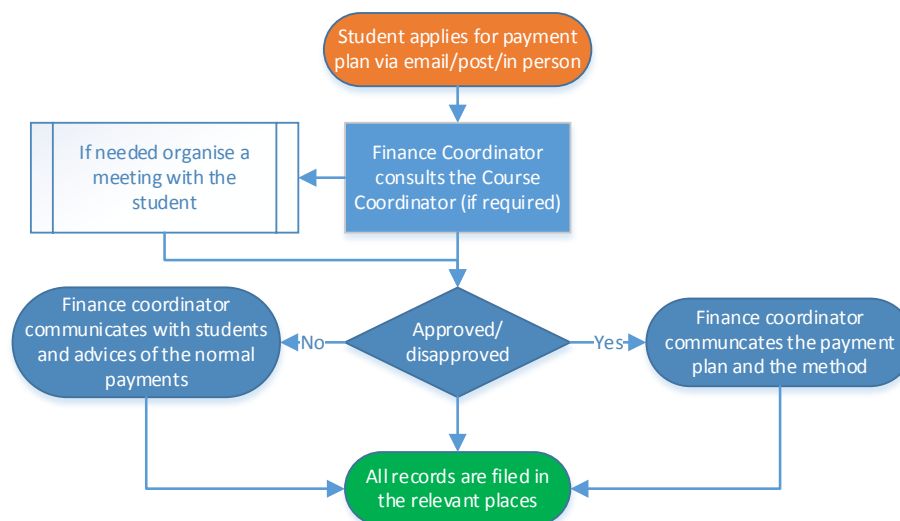 Student applies for payment
plan via email/post/in person
If needed organise a
meeting with the
student
Finance Coordinator
consults the Course
Coordinator (if required)
Finance coordinator
communicates with students
and advices of the normal
payments
No
Approved/
disapproved
Yes
Finance coordinator
communcates the payment
plan and the method
All records are filed in
the relevant places